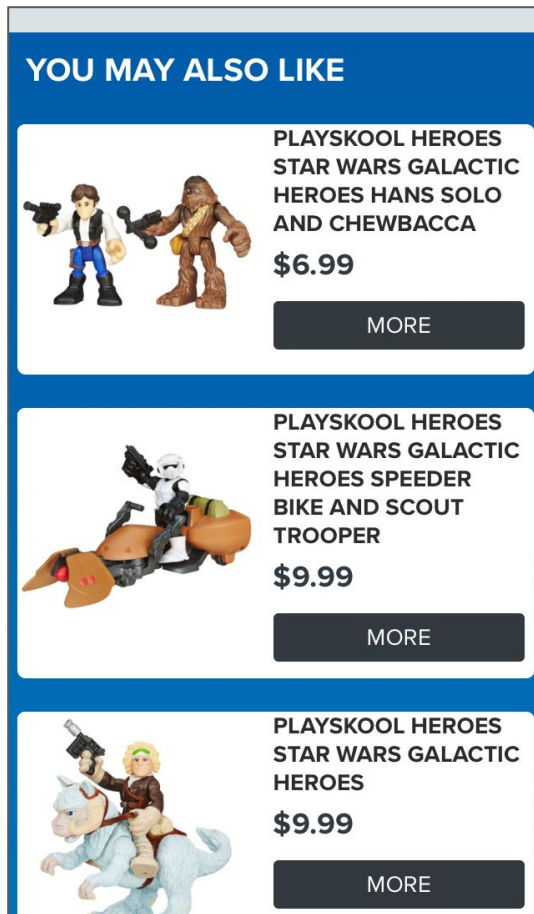 YOU MAY ALSO LIKE
PLAYSKOOL HEROES
STAR WARS GALACTIC
HEROES HANS SOLO
AND CHEWBACCA
$6.99
MORE
PLAYSKOOL HEROES
STAR WARS GALACTIC
HEROES SPEEDER
BIKE AND SCOUT
TROOPER
$9.99
MORE
PLAYSKOOL HEROES
STAR WARS GALACTIC
HEROES
$9.99
MORE